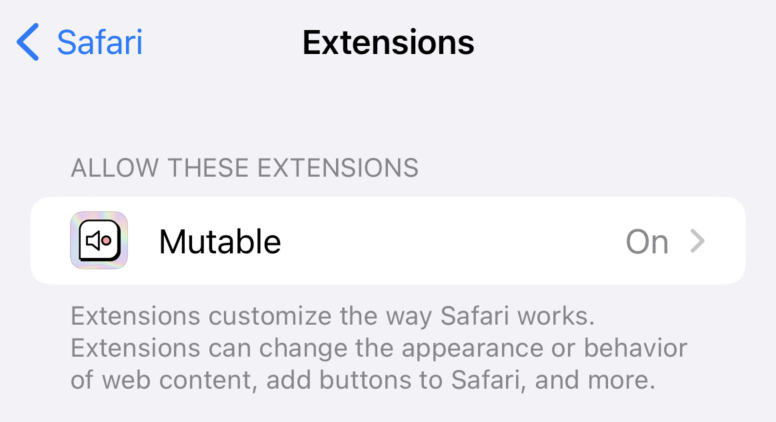 Safari
Extensions
ALLOW THESE EXTENSIONS
Mutable
On
Extensions customize the way Safari works.
Extensions can change the appearance or behavior
of web content, add buttons to Safari, and more.